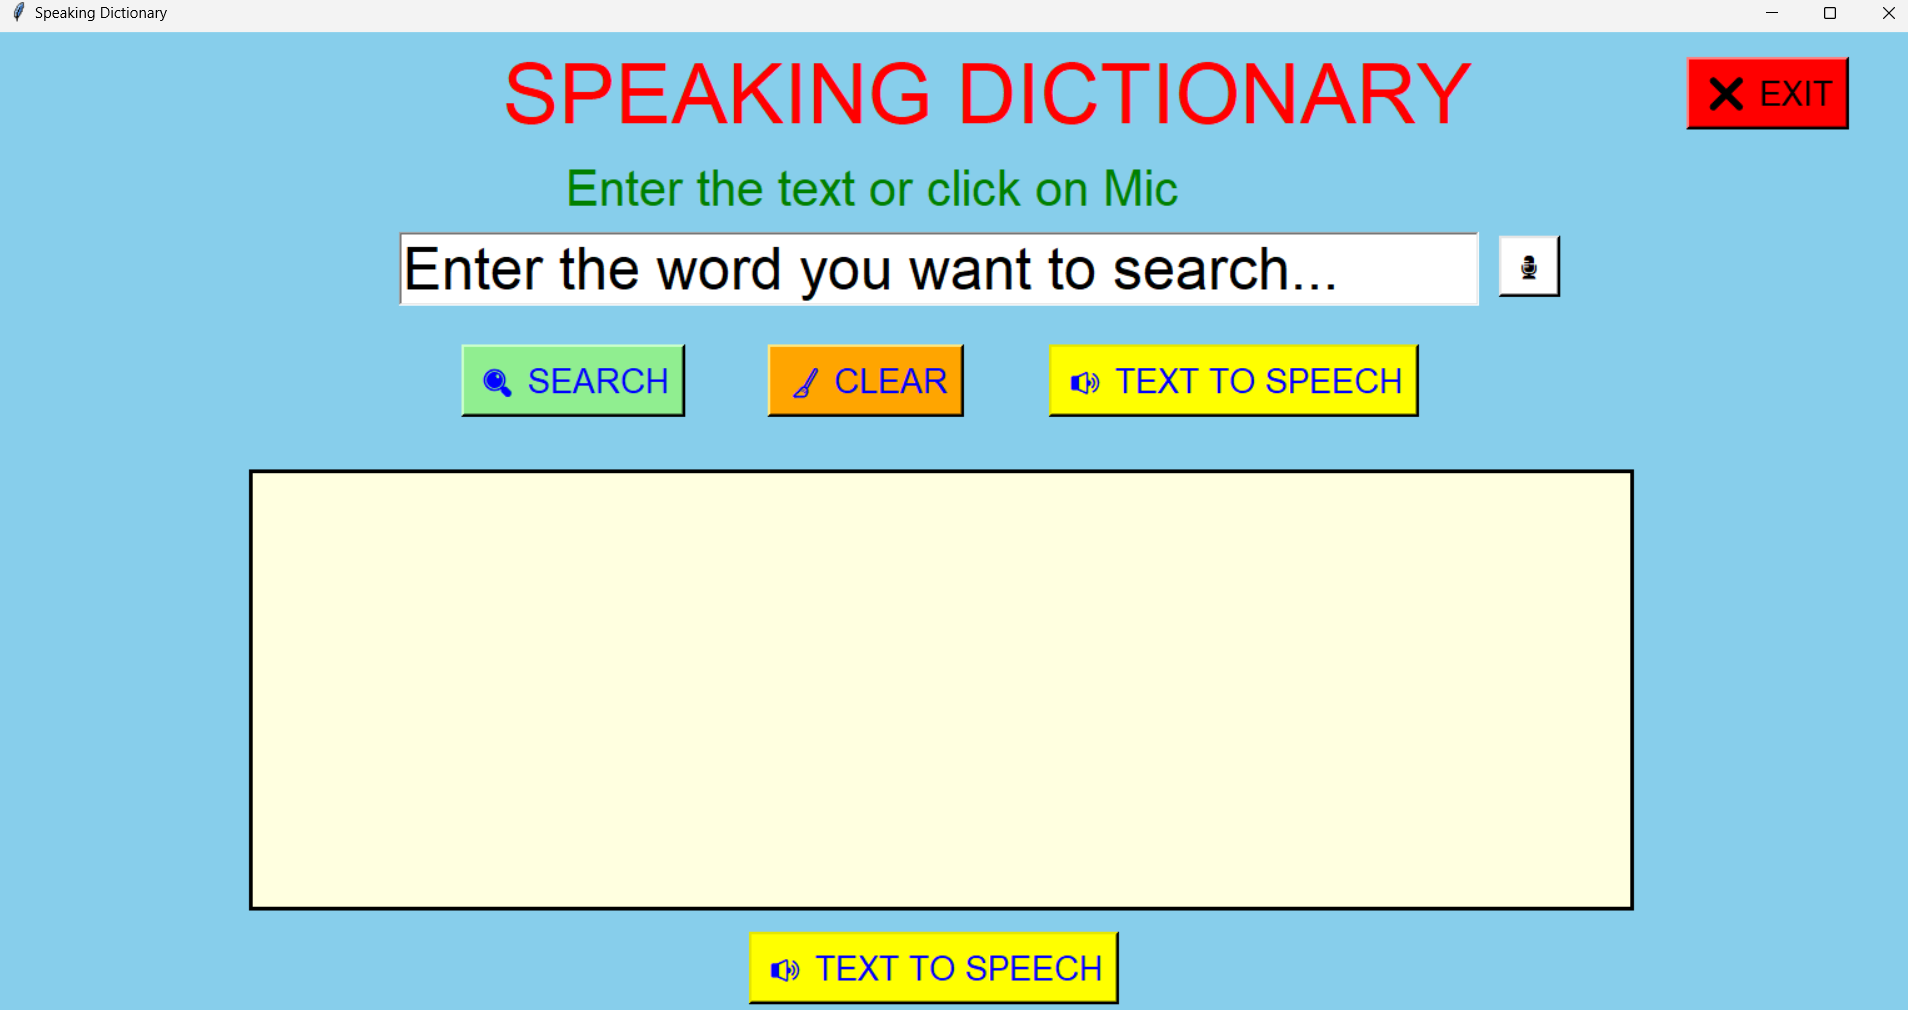 Speaking Dictionary
SPEAKING DICTIONARY
EXIT
Enter the text or click on Mic
Enter the word you want to search...
SEARCH
CLEAR
TEXT TO SPEECH
TEXT TO SPEECH